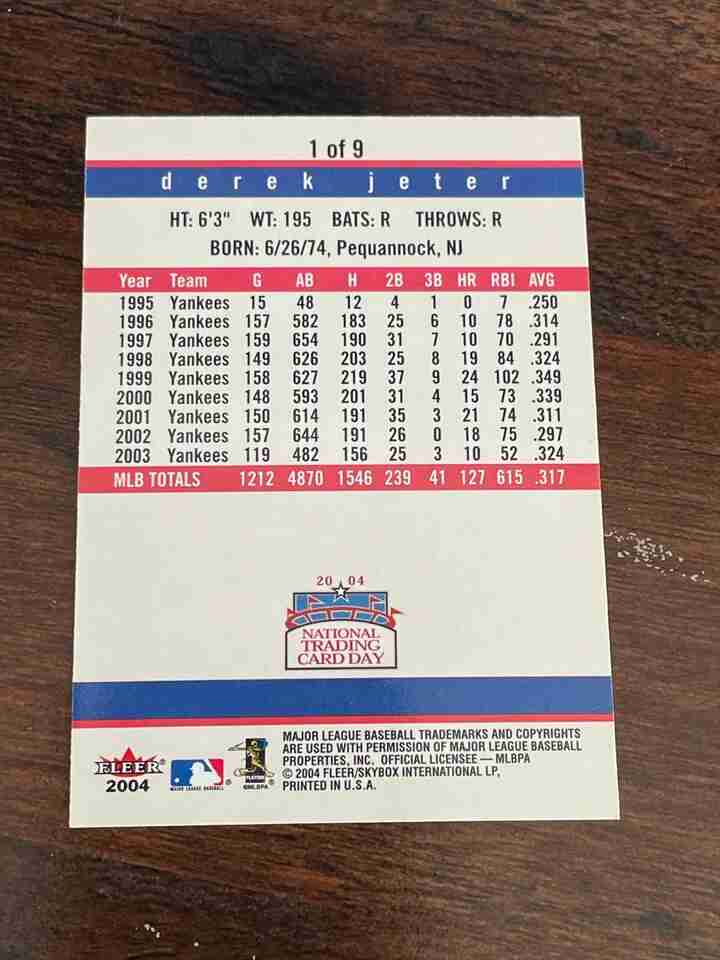 1 of 9
derek jeter
HT: 6'3" WT: 195 BATS: R THROWS: R
BORN: 6/26/74, Pequannock, NJ
Year Team G AB H 2B 3B HR RBI AVG
1995 Yankees 15 48 12 4 1 0 7 .250
1996 Yankees 157 582 183 25 6 10 78 .314
1997 Yankees 159 654 190 31 7 10 70 .291
1998 Yankees 149 626 203 25 8 19 84 .324
1999 Yankees 158 627 219 37 9 24 102 .349
2000 Yankees 148 593 201 31 4 15 73 .339
2001 Yankees 150 614 191 35 3 21 74 .311
2002 Yankees 157 644 191 26 0 18 75 .297
2003 Yankees 119 482 156 25 3 10 52 .324
MLB TOTALS 1212 4870 1546 239 41 127 615 .317
20 04
NATIONAL
TRADING
CARD DAY
FLEER
2004
MAJOR LEAGUE BASEBALL
PLAYERS
©MLBPA
MAJOR LEAGUE BASEBALL TRADEMARKS AND COPYRIGHTS
ARE USED WITH PERMISSION OF MAJOR LEAGUE BASEBALL
PROPERTIES, INC. OFFICIAL LICENSEE — MLBPA
© 2004 FLEER/SKYBOX INTERNATIONAL LP,
PRINTED IN U.S.A.